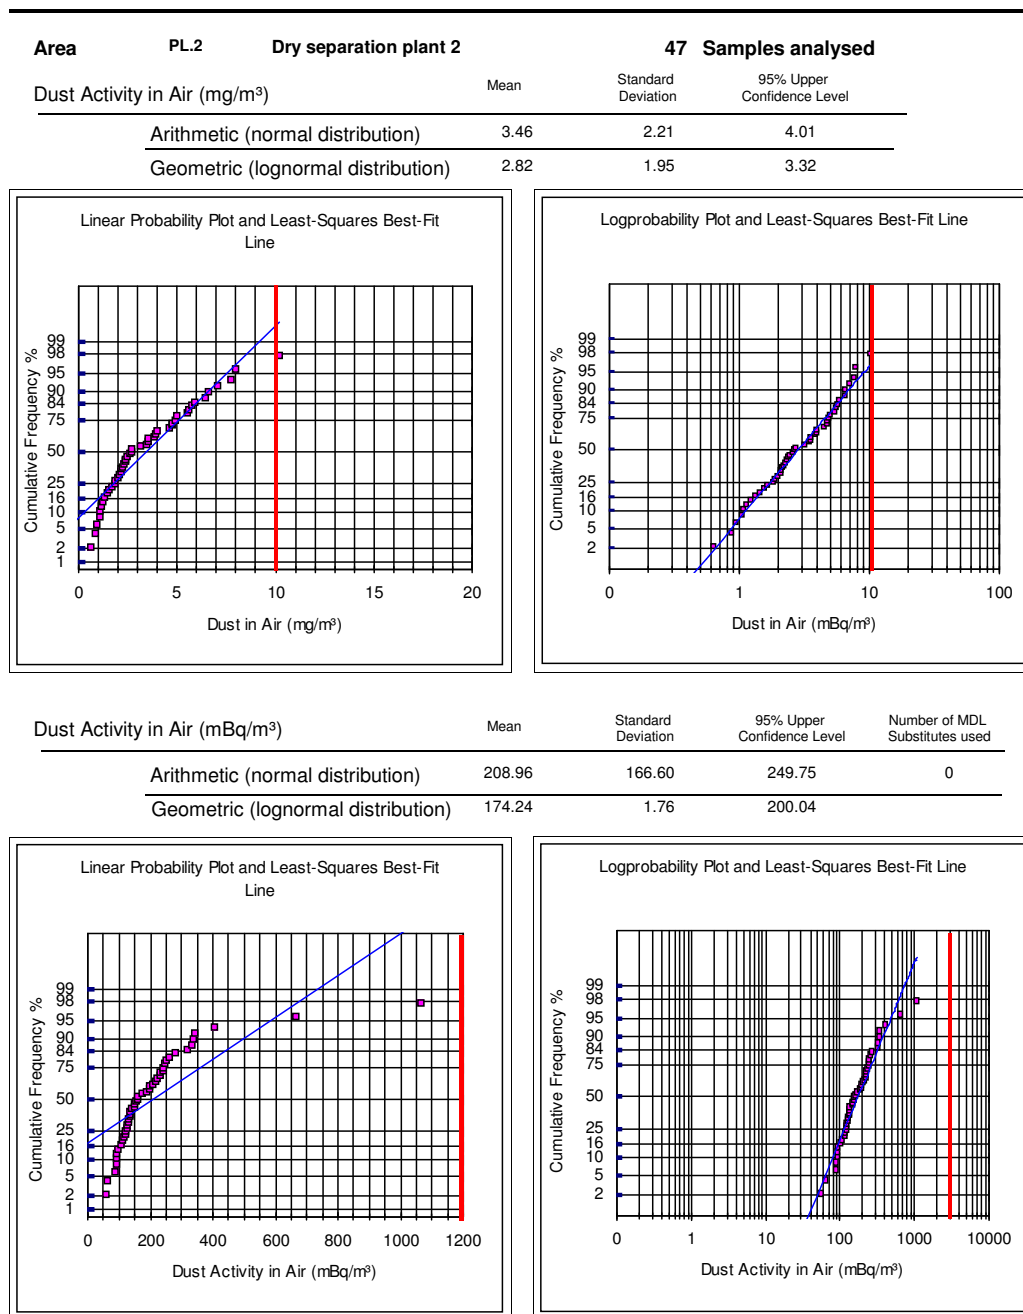 Area PL.2 Dry separation plant 2 47 Samples analysed
Dust Activity in Air (mg/m³) Mean Standard Deviation 95% Upper Confidence Level
Arithmetic (normal distribution) 3.46 2.21 4.01
Geometric (lognormal distribution) 2.82 1.95 3.32
Linear Probability Plot and Least-Squares Best-Fit
Line
Cumulative Frequency %
99
98
95
90
84
75
50
25
16
10
5
2
1
0 5 10 15 20
Dust in Air (mg/m³)
Logprobability Plot and Least-Squares Best-Fit Line
Cumulative Frequency %
99
98
95
90
84
75
50
25
16
10
5
2
0 1 10 100
Dust in Air (mBq/m³)
Dust Activity in Air (mBq/m³) Mean Standard Deviation 95% Upper Confidence Level Number of MDL Substitutes used
Arithmetic (normal distribution) 208.96 166.60 249.75 0
Geometric (lognormal distribution) 174.24 1.76 200.04
Linear Probability Plot and Least-Squares Best-Fit
Line
Cumulative Frequency %
99
98
95
90
84
75
50
25
16
10
5
2
1
0 200 400 600 800 1000 1200
Dust Activity in Air (mBq/m³)
Logprobability Plot and Least-Squares Best-Fit Line
Cumulative Frequency %
99
98
95
90
84
75
50
25
16
10
5
2
0 1 10 100 1000 10000
Dust Activity in Air (mBq/m³)